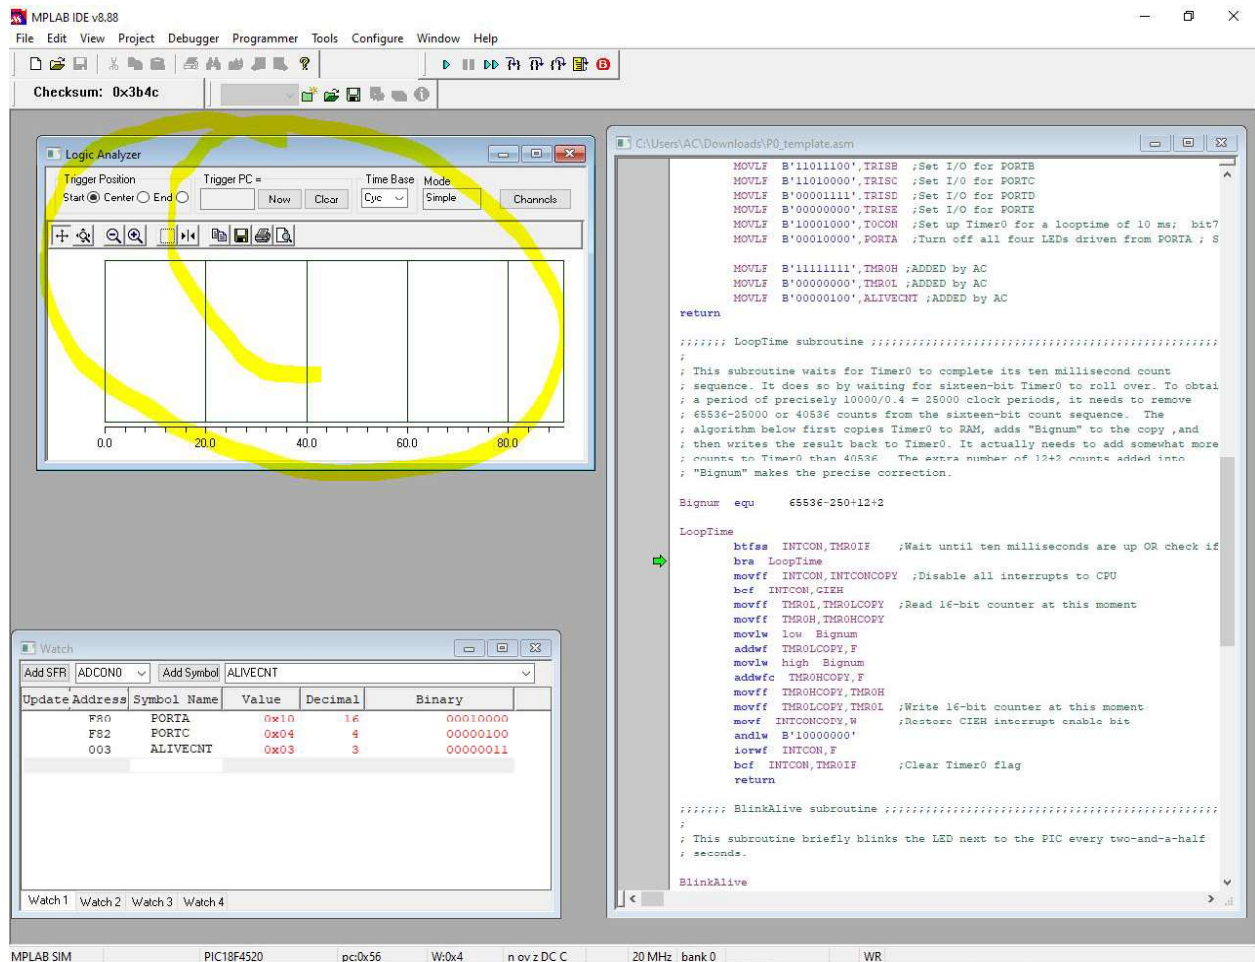 MPLAB IDE v8.88
File Edit View Project Debugger Programmer Tools Configure Window Help
Checksum: 0x3b4c
Logic Analyzer
Trigger Position
Start Center End
Trigger PC =
Now Clear
Time Base
Cyc
Mode
Simple
Channels
0.0 20.0 40.0 60.0 80.0
C:\Users\AC\Downloads\P0_template.asm
MOVLF B'11011100',TRISB ;Set I/O for PORTB
MOVLF B'11010000',TRISC ;Set I/0 for PORTC
MOVLF B'00001111',TRISD ;Set I/O for PORTD
MOVLF B'00000000',TRISE ;Set I/O for PORTE
MOVLF B'10001000',T0CON ;Set up Timer0 for a looptime of 10 ms; bit7
MOVLF B'00010000',PORTA ;Turn off all four LEDs driven from PORTA ; S
MOVLF B'11111111',TMR0H ;ADDED by AC
MOVLF B'00000000',TMR0L ;ADDED by AC
MOVLF B'00000100',ALIVECNT ;ADDED by AC
return
;;;;;;; LoopTime subroutine ;;;;;;;;;;;;;;;;;;;;;;;;;;;;;;;;;;;;;;;;;;;;;;;;;;;
;
; This subroutine waits for Timer0 to complete its ten millisecond count
; sequence. It does so by waiting for sixteen-bit Timer0 to roll over. To obtai
; a period of precisely 10000/0.4 = 25000 clock periods, it needs to remove
; 65536-25000 or 40536 counts from the sixteen-bit count sequence. The
; algorithm below first copies Timer0 to RAM, adds "Bignum" to the copy ,and
; then writes the result back to Timer0. It actually needs to add somewhat more
; counts to Timer0 than 40536. The extra number of 12+2 counts added into
; "Bignum" makes the precise correction.
Bignum equ 65536-250+12+2
LoopTime
btfss INTCON,TMR0IF ;Wait until ten milliseconds are up OR check if
bra LoopTime
movff INTCON,INTCONCOPY ;Disable all interrupts to CPU
bcf INTCON,GIEH
movff TMR0L,TMR0LCOPY ;Read 16-bit counter at this moment
movff TMR0H,TMR0HCOPY
movlw low Bignum
addwf TMR0LCOPY,F
movlw high Bignum
addwfc TMR0HCOPY,F
movff TMR0HCOPY,TMR0H
movff TMR0LCOPY,TMR0L ;Write 16-bit counter at this moment
movf INTCONCOPY,W ;Restore GIEH interrupt enable bit
andlw B'10000000'
iorwf INTCON,F
bcf INTCON,TMR0IF ;Clear Timer0 flag
return
;;;;;;; BlinkAlive subroutine ;;;;;;;;;;;;;;;;;;;;;;;;;;;;;;;;;;;;;;;;;;;;;;;;;
;
; This subroutine briefly blinks the LED next to the PIC every two-and-a-half
; seconds.
BlinkAlive
Watch
Add SFR ADCON0 Add Symbol ALIVECNT
Update Address Symbol Name Value Decimal Binary
F80 PORTA 0x10 16 00010000
F82 PORTC 0x04 4 00000100
003 ALIVECNT 0x03 3 00000011
Watch 1 Watch 2 Watch 3 Watch 4
MPLAB SIM PIC18F4520 pc:0x56 W:0x4 n ov z DC C 20 MHz bank 0 WR